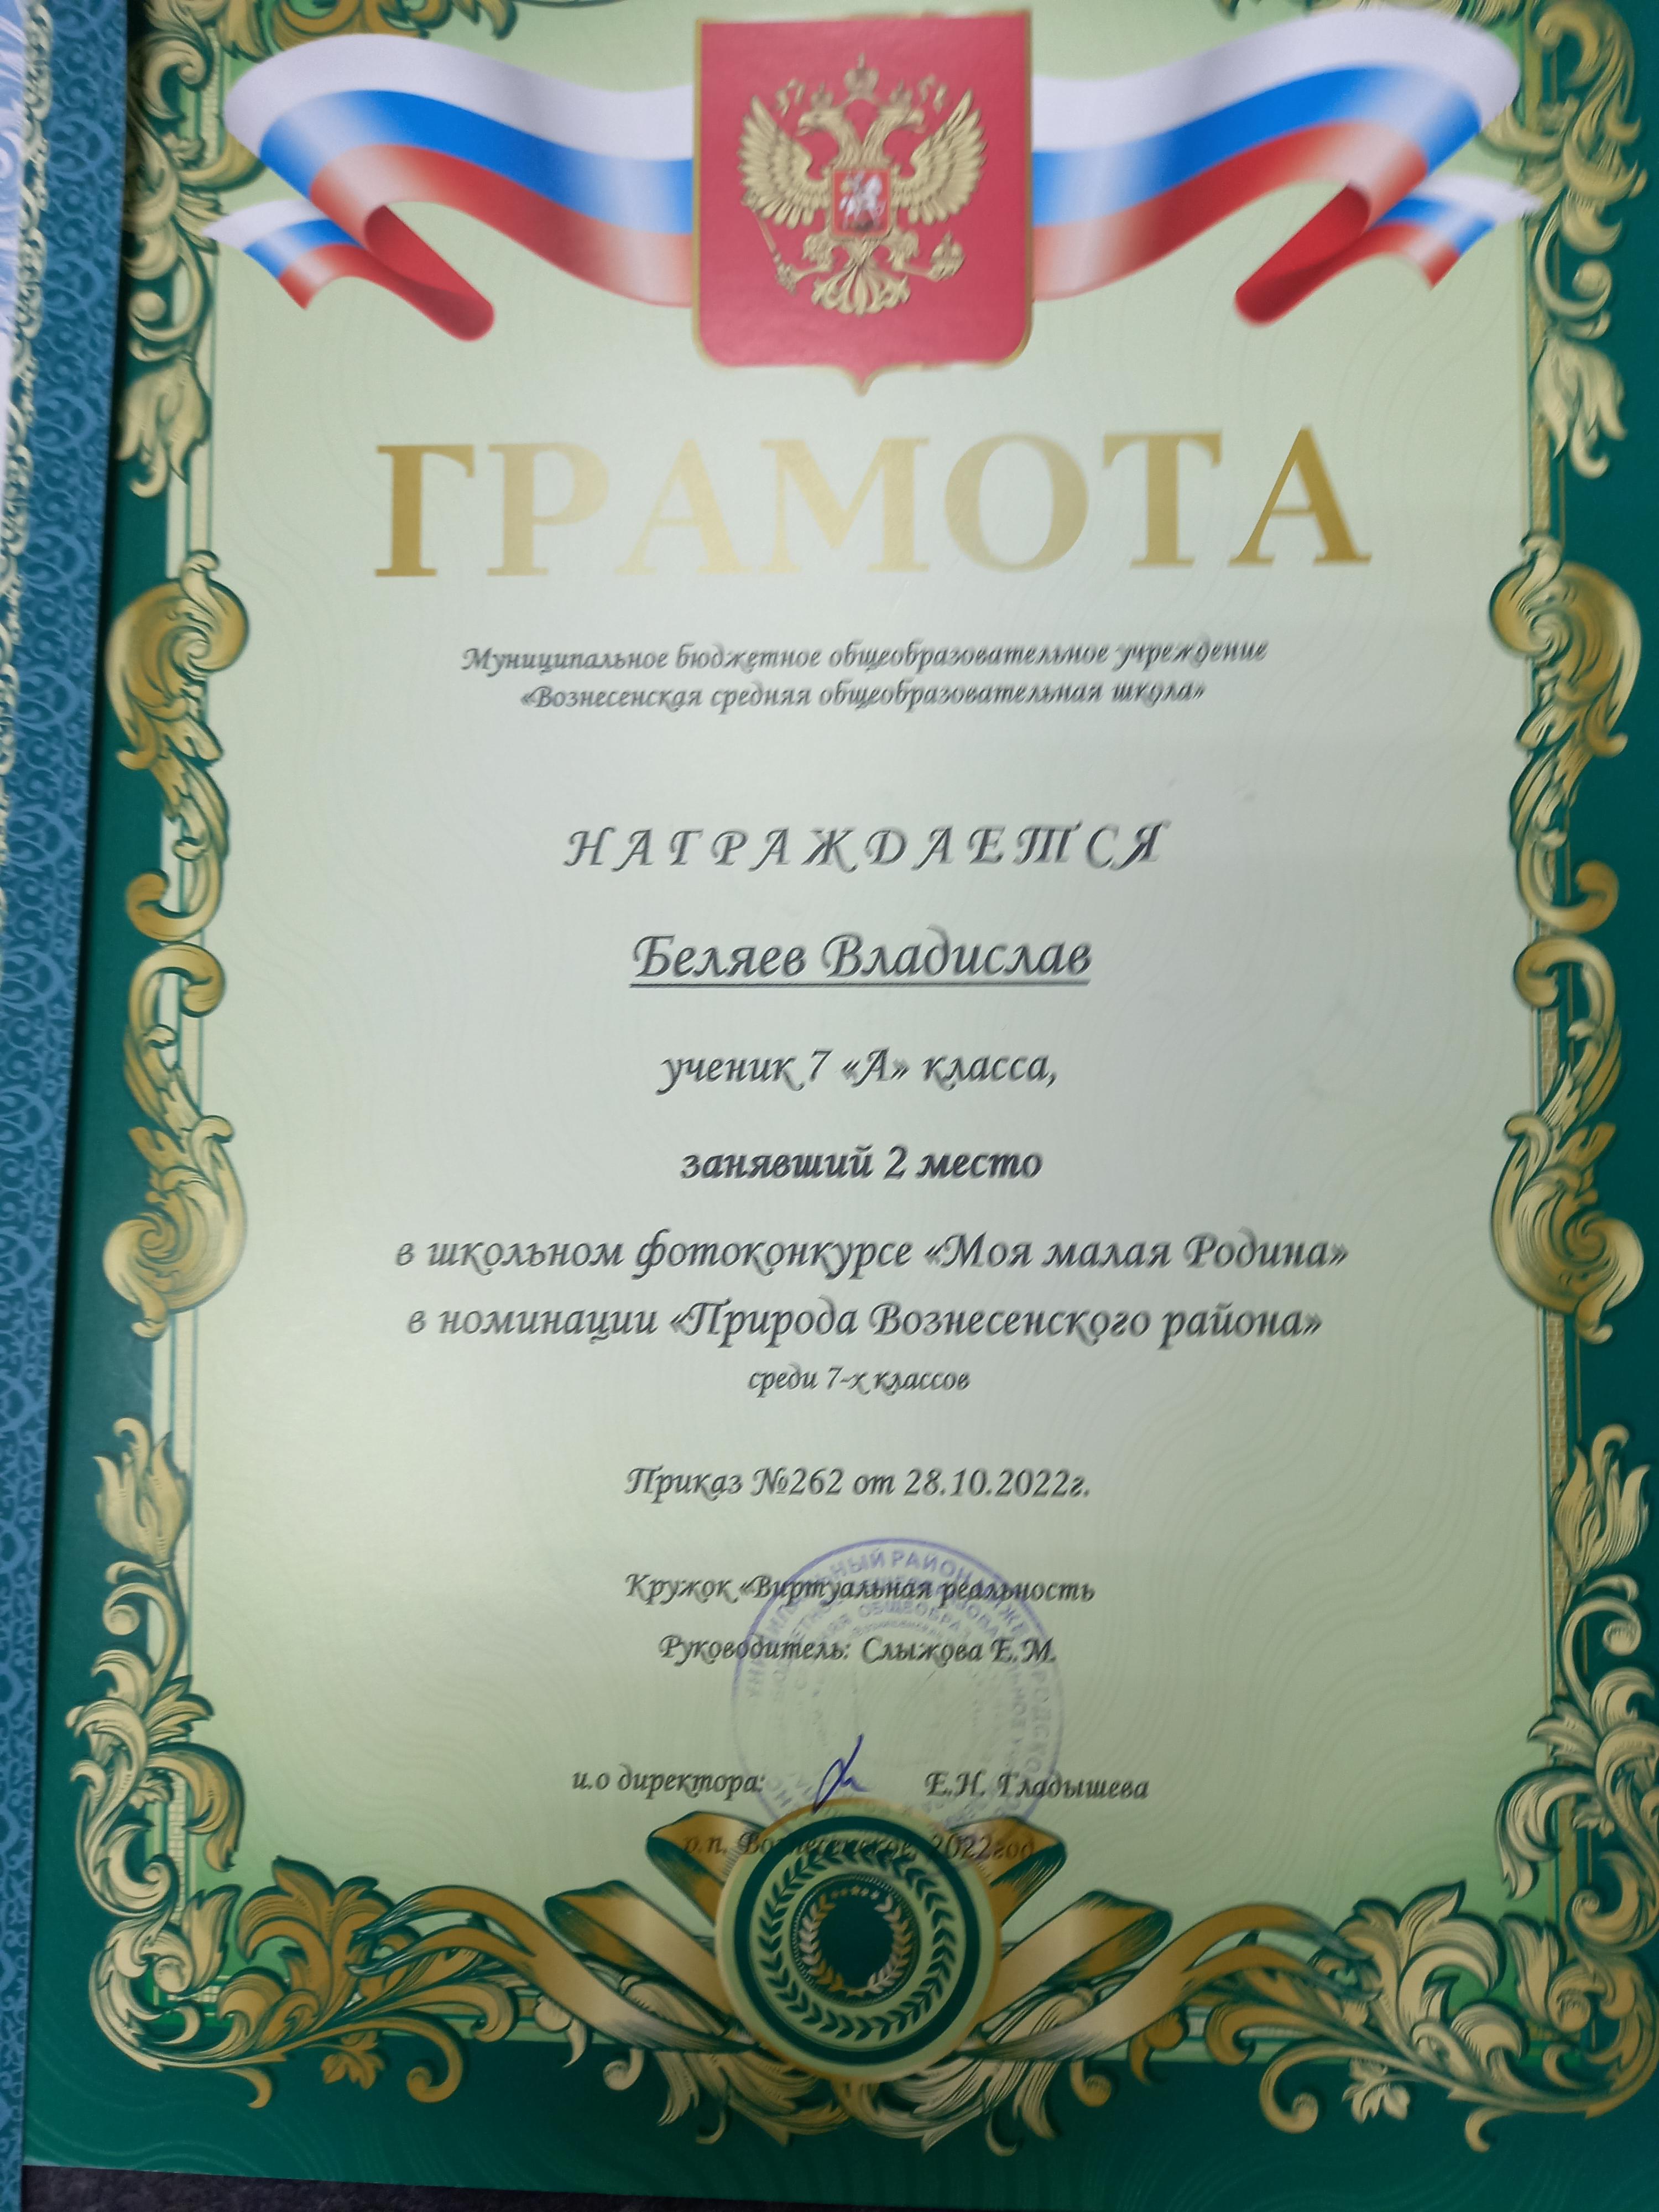 ГРАМОТА
Муниципальное бюджетное общеобразовательное учреждение
«Вознесенская средняя общеобразовательная школа»
НАГРАЖДАЕТСЯ
Беляев Владислав
ученик 7 «А» класса,
занявший 2 место
в школьном фотоконкурсе «Моя малая Родина»
в номинации «Природа Вознесенского района»
среди 7-х классов
Приказ №262 от 28.10.2022г.
Кружок «Виртуальная реальность
Руководитель: Слыжова Е.М.
и.о директора: Е.Н. Гладышева
р.п. Вознесенское, 2022год